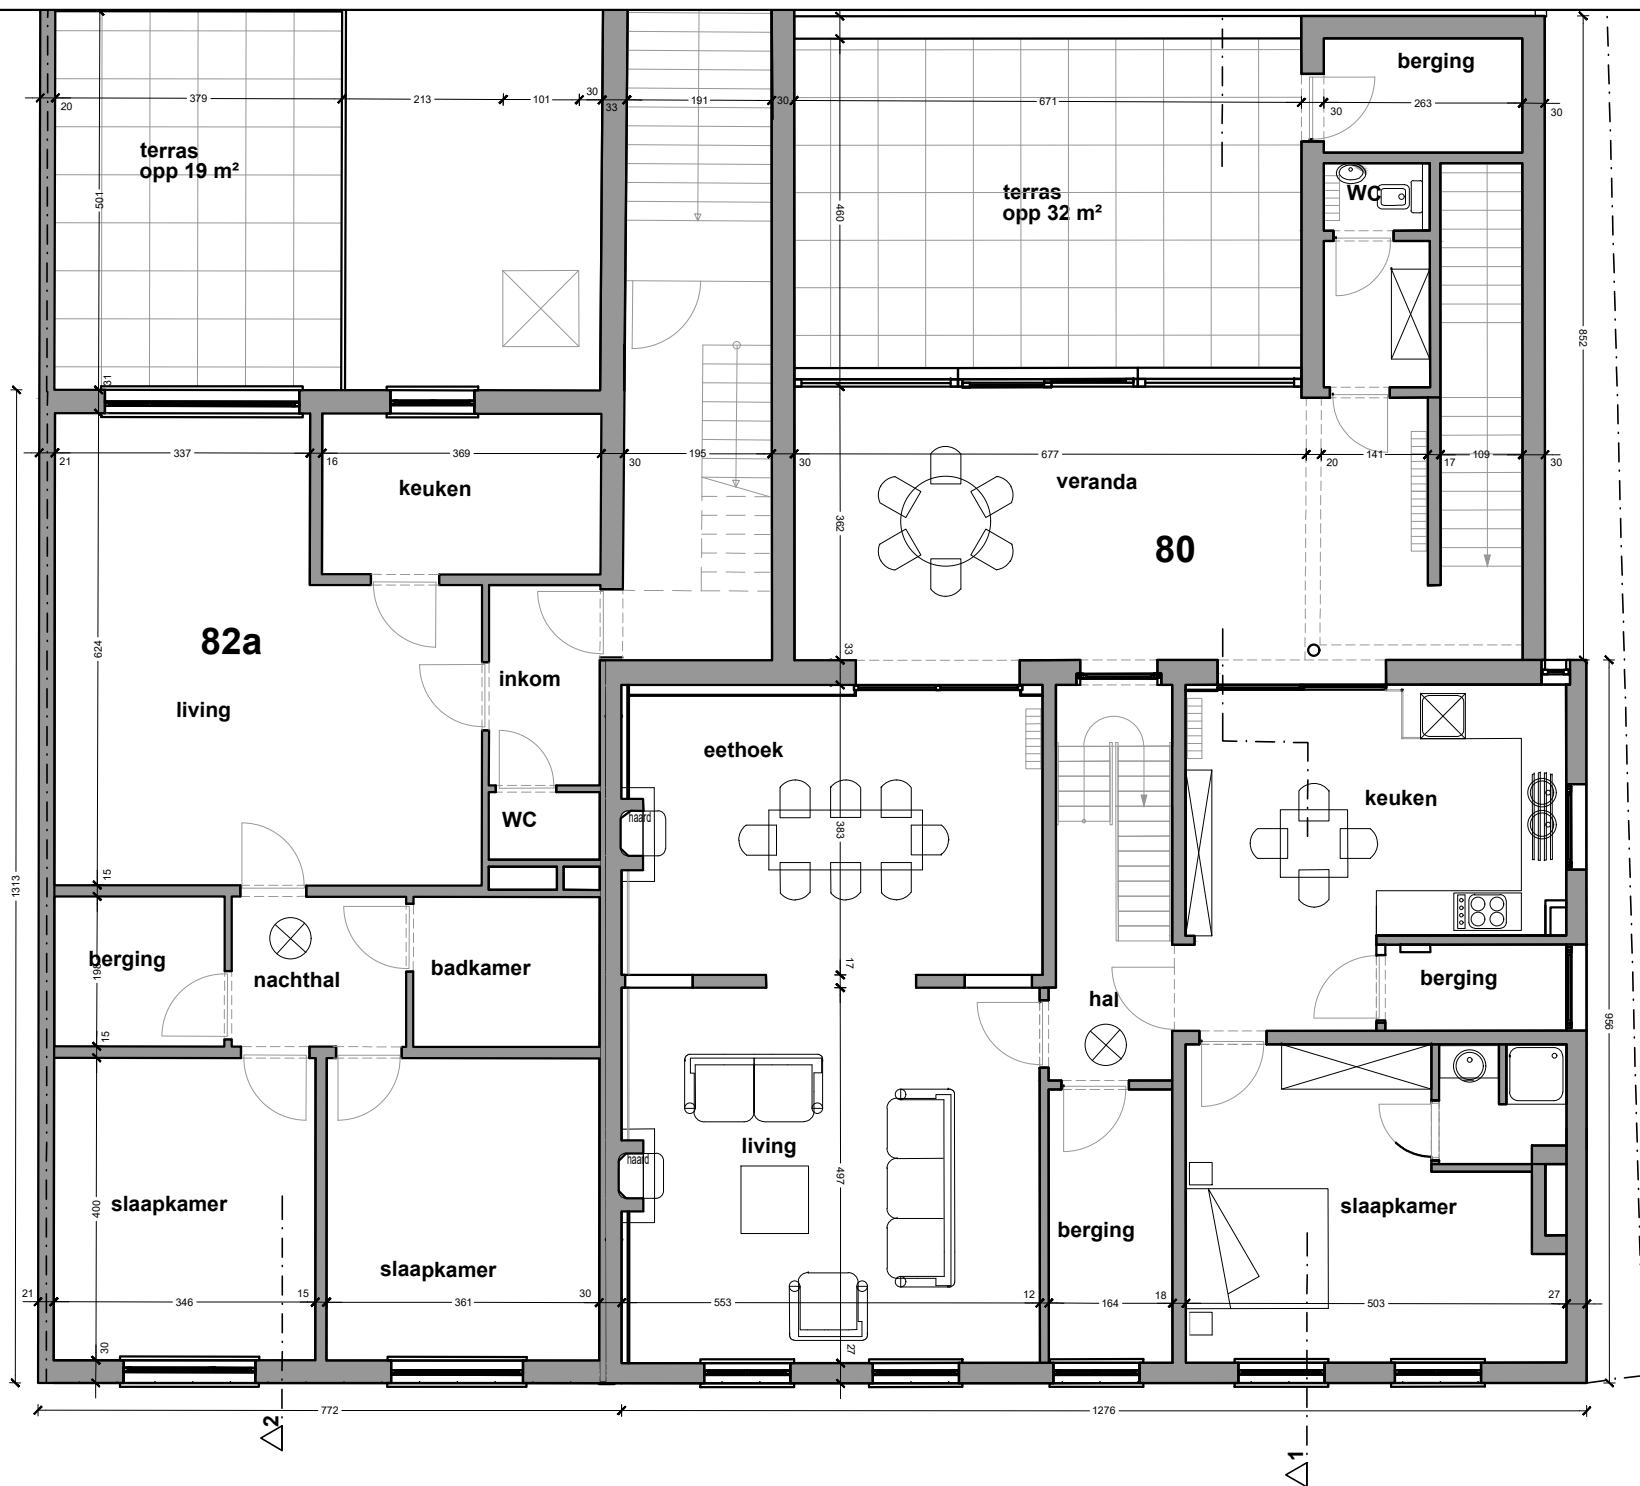 berging
20
379
213
101
30
33
191
30
671
30
263
30
terras
opp 19 m²
WC
terras
opp 32 m²
501
460
852
31
21
337
16
369
30
195
30
677
20
141
17
109
30
keuken
veranda
362
80
82a
624
33
inkom
living
eethoek
keuken
haard
383
WC
15
1313
berging
198
nachthal
badkamer
17
berging
hal
15
956
living
haard
497
slaapkamer
400
slaapkamer
berging
slaapkamer
21
346
15
361
30
553
12
164
18
503
27
30
27
772
1276
2
1